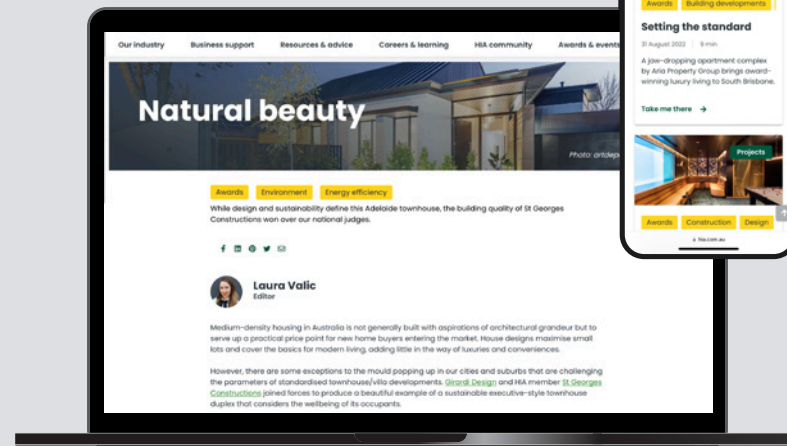 Our industry Business support Resources & advice Careers & learning HIA community Awards & events
Natural beauty
Photo: artdep
Awards Environment Energy efficiency
While design and sustainability define this Adelaide townhouse, the building quality of St Georges
Constructions won over our national judges.
Laura Valic
Editor
Medium-density housing in Australia is not generally built with aspirations of architectural grandeur but to
serve up a practical price point for new home buyers entering the market. House designs maximise small
lots and cover the basics for modern living, adding little in the way of luxuries and conveniences.
However, there are some exceptions to the mould popping up in our cities and suburbs that are challenging
the parameters of standardised townhouse/villa developments. Girardi Design and HIA member St Georges
Constructions joined forces to produce a beautiful example of a sustainable executive-style townhouse
duplex that considers the wellbeing of its occupants.
Awards Building developments
Setting the standard
31 August 2022 9 min
A jaw-dropping apartment complex
by Aria Property Group brings award-
winning luxury living to South Brisbane.
Take me there
Projects
Awards Construction Design
hia.com.au